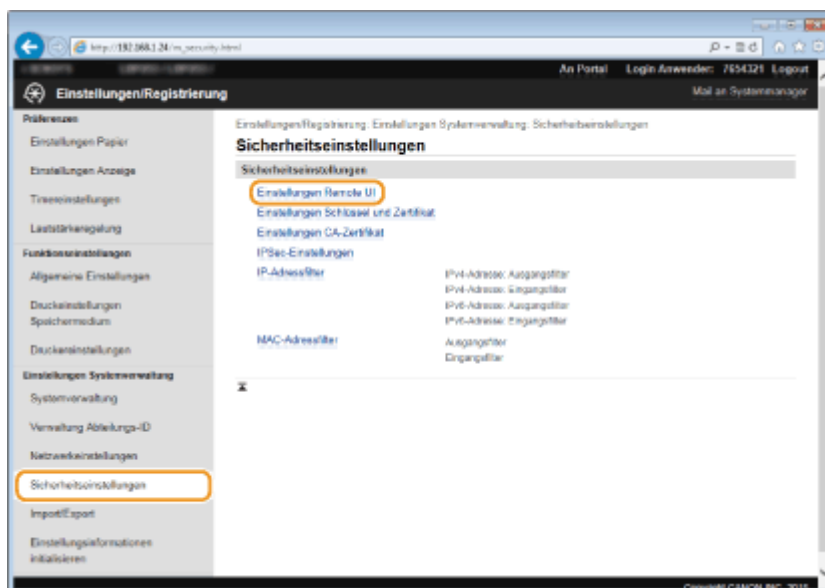 http://192.168.1.24/m_security.html
An Portal Login Anwender: 7654321 Logout
Einstellungen/Registrierung
Mail an Systemmanager
Präferenzen
Einstellungen Papier
Einstellungen Anzeige
Timereinstellungen
Lautstärkeregelung
Funktionseinstellungen
Allgemeine Einstellungen
Druckeinstellungen
Speichermedium
Druckereinstellungen
Einstellungen Systemverwaltung
Systemverwaltung
Verwaltung Abteilungs-ID
Netzwerkeinstellungen
Sicherheitseinstellungen
Import/Export
Einstellungsinformationen
initialisieren
Einstellungen/Registrierung: Einstellungen Systemverwaltung: Sicherheitseinstellungen
Sicherheitseinstellungen
Sicherheitseinstellungen
Einstellungen Remote UI
Einstellungen Schlüssel und Zertifikat
Einstellungen CA-Zertifikat
IPSec-Einstellungen
IP-Adressfilter
IPv4-Adresse: Ausgangsfilter
IPv4-Adresse: Eingangsfilter
IPv6-Adresse: Ausgangsfilter
IPv6-Adresse: Eingangsfilter
MAC-Adressfilter
Ausgangsfilter
Eingangsfilter
Copyright CANON INC.